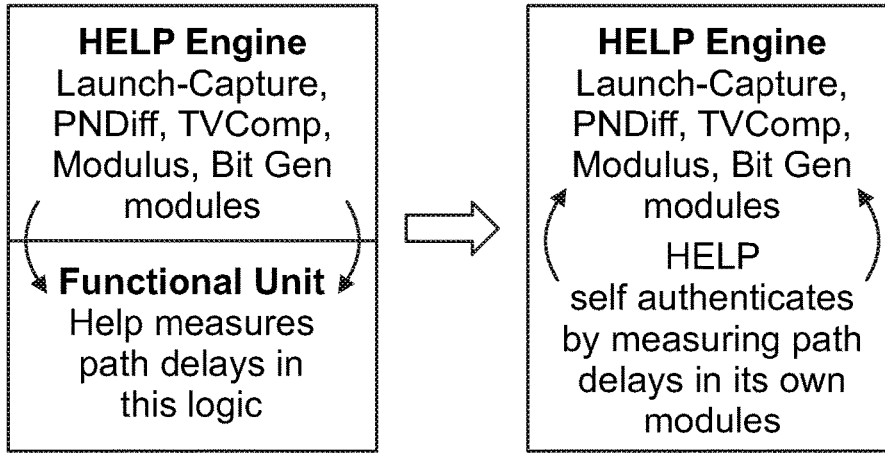 HELP Engine
Launch-Capture,
PNDiff, TVComp,
Modulus, Bit Gen
modules
Functional Unit
Help measures
path delays in
this logic
HELP Engine
Launch-Capture,
PNDiff, TVComp,
Modulus, Bit Gen
modules
HELP
self authenticates
by measuring path
delays in its own
modules